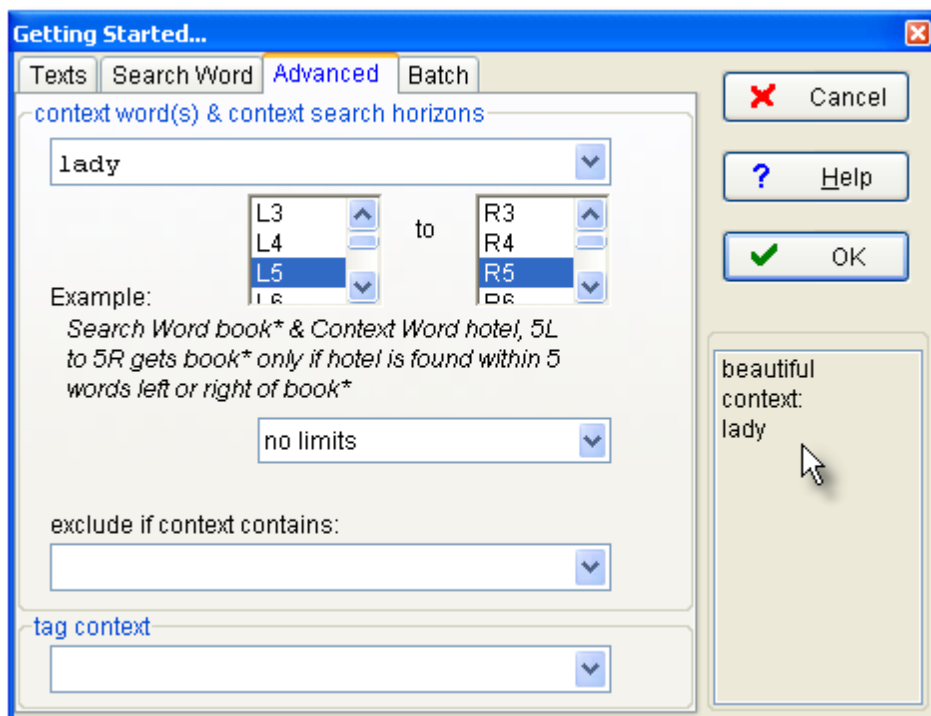 Getting Started...
Texts Search Word Advanced Batch
context word(s) & context search horizons
lady
L3
L4
L5
L6
to
R3
R4
R5
R6
Example:
Search Word book* & Context Word hotel, 5L
to 5R gets book* only if hotel is found within 5
words left or right of book*
no limits
exclude if context contains:
tag context
Cancel
? Help
OK
beautiful
context:
lady